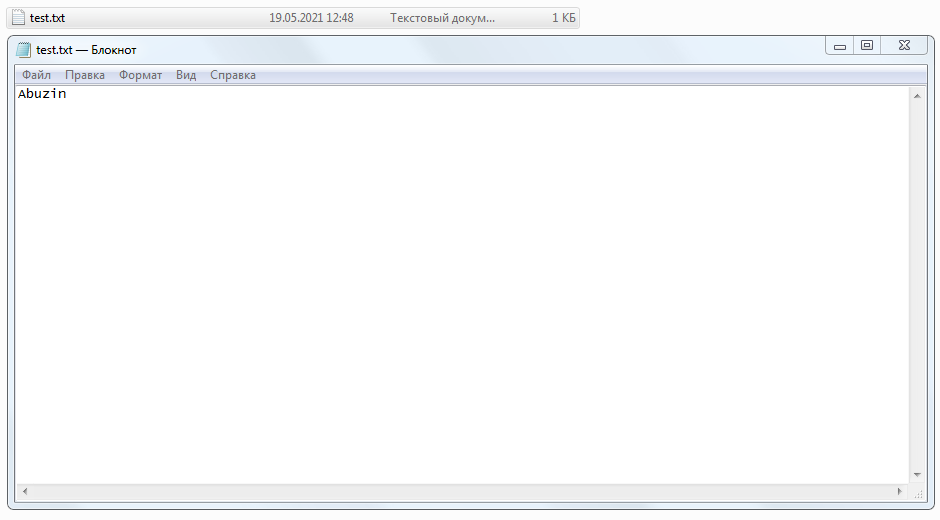 test.txt 19.05.2021 12:48 Текстовый докум... 1 КБ
test.txt — Блокнот
Файл Правка Формат Вид Справка
Abuzin